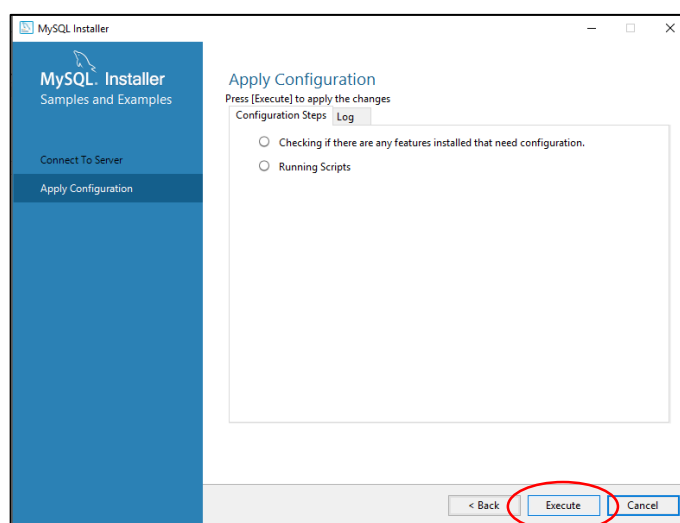 MySQL Installer
MySQL. Installer
Samples and Examples
Connect To Server
Apply Configuration
Apply Configuration
Press [Execute] to apply the changes
Configuration Steps Log
Checking if there are any features installed that need configuration.
Running Scripts
< Back Execute Cancel